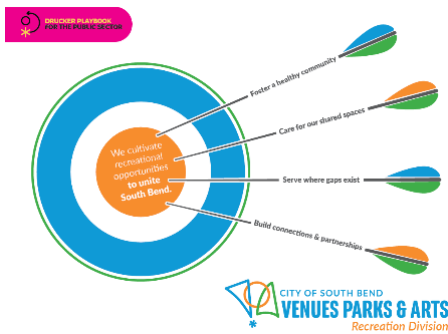 DRUCKER PLAYBOOK
FOR THE PUBLIC SECTOR
Foster a healthy community
Care for our shared spaces
We cultivate
recreational
opportunities
to unite
South Bend.
Serve where gaps exist
Build connections & partnerships
CITY OF SOUTH BEND
VENUES PARKS & ARTS
Recreation Division